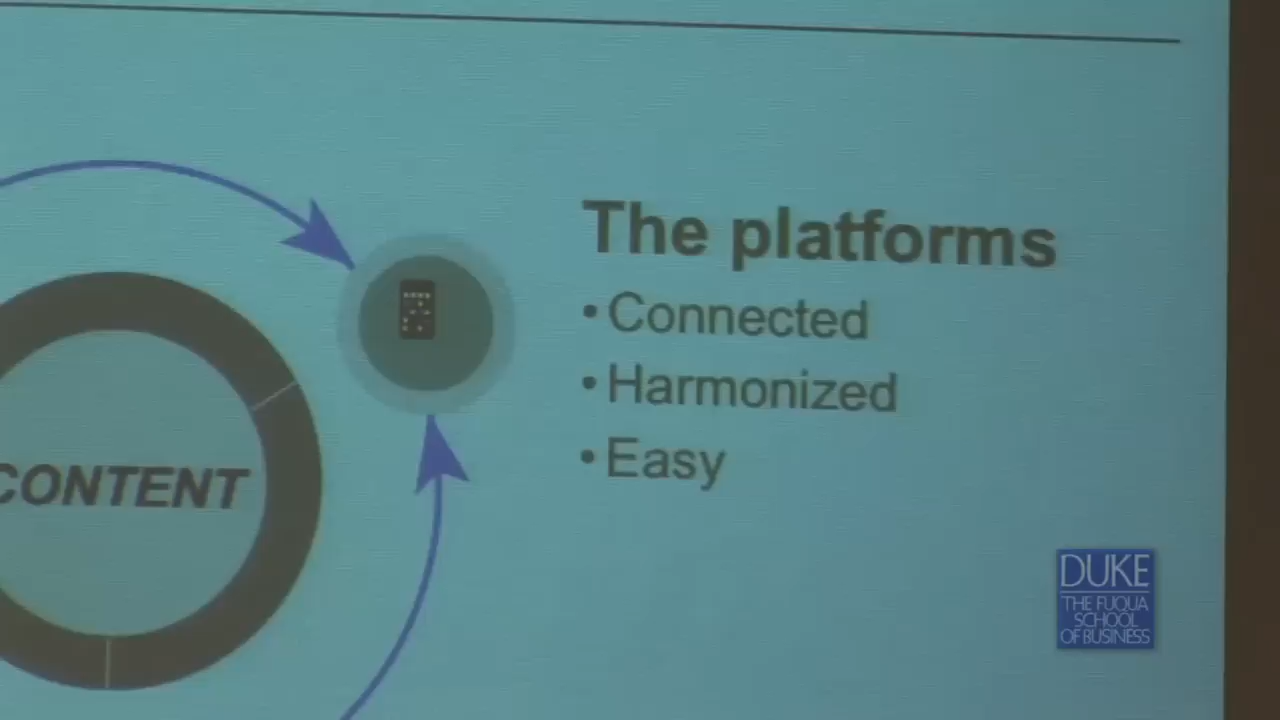 The platforms
•Connected
•Harmonized
•Easy
CONTENT
DUKE
THE FUQUA
SCHOOL
OF BUSINESS